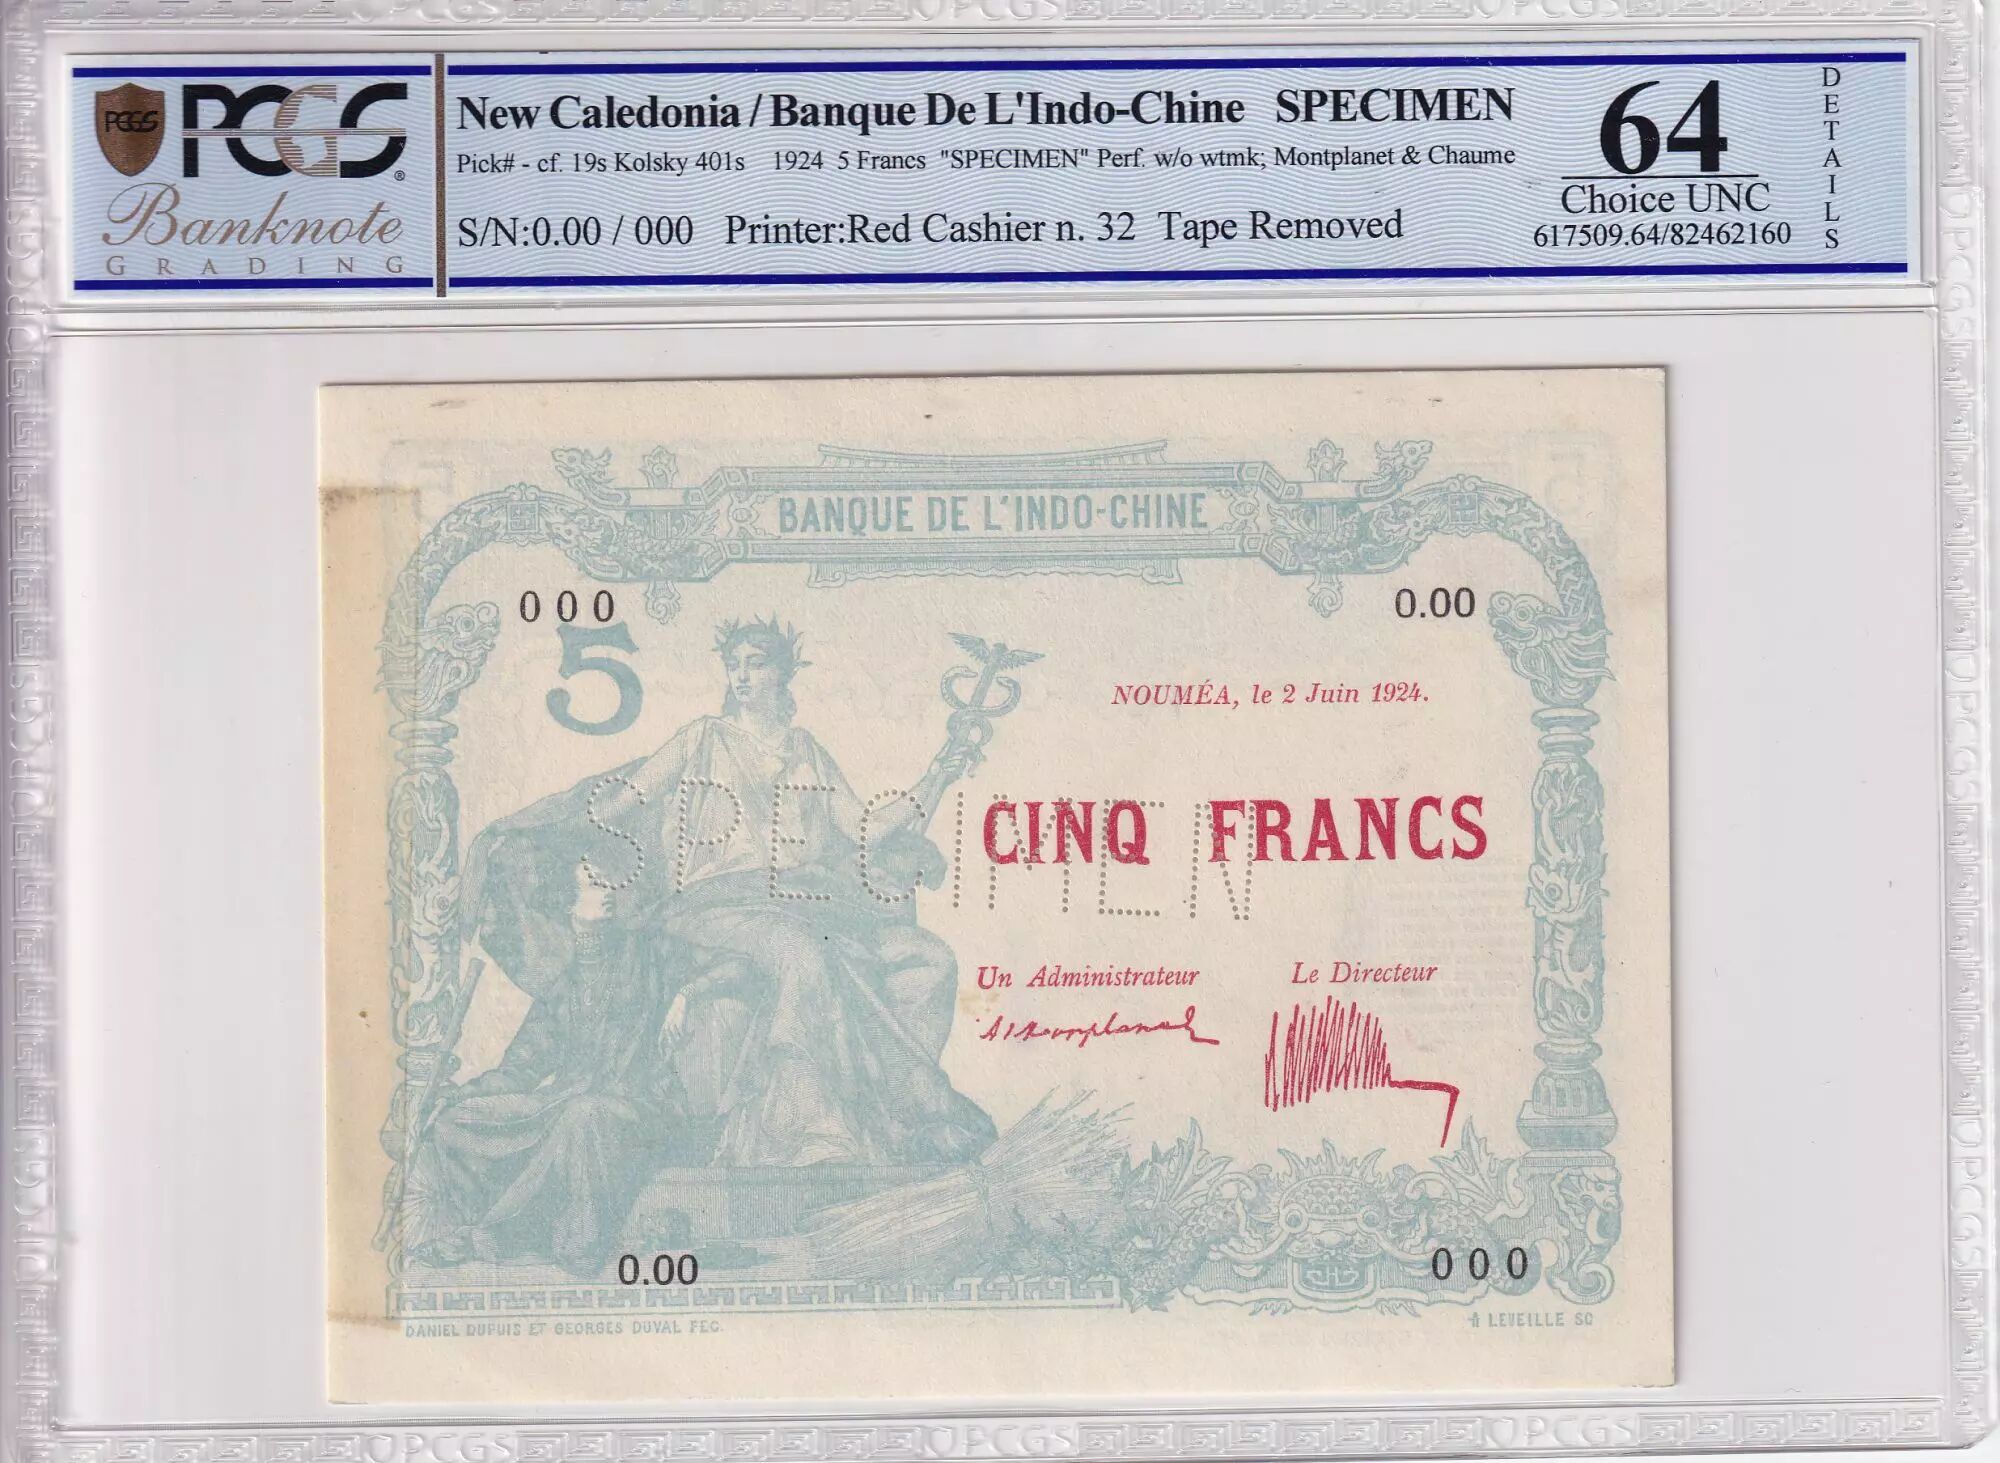 PCGS
PCGS
Banknote
GRADING
New Caledonia / Banque De L'Indo-Chine SPECIMEN
Pick# - cf. 19s Kolsky 401s 1924 5 Francs "SPECIMEN" Perf. w/o wtmk; Montplanet & Chaume
S/N:0.00 / 000 Printer:Red Cashier n. 32 Tape Removed
64
Choice UNC
617509.64/82462160
DETAILS
BANQUE DE L'INDO-CHINE
000
0.00
5
NOUMÉA, le 2 Juin 1924.
SPECIMEN
CINQ FRANCS
Un Administrateur
Le Directeur
0.00
000
DANIEL DUPUIS ET GEORGES DUVAL FEC.
A LEVEILLE SC